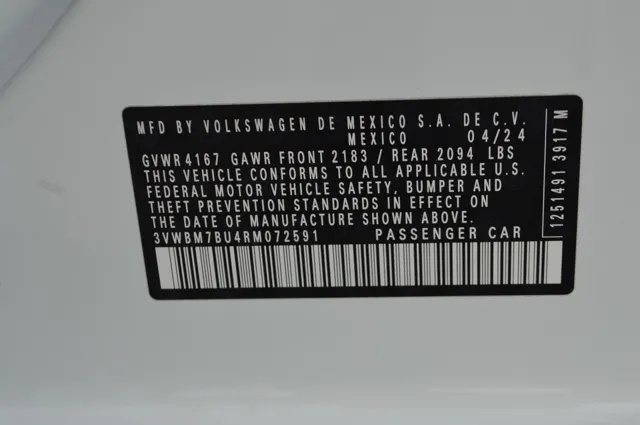 MFD BY VOLKSWAGEN DE MEXICO S.A. DE C.V.
MEXICO 04/24
GVWR 4167 GAWR FRONT 2183 / REAR 2094 LBS
THIS VEHICLE CONFORMS TO ALL APPLICABLE U.S.
FEDERAL MOTOR VEHICLE SAFETY, BUMPER AND
THEFT PREVENTION STANDARDS IN EFFECT ON
THE DATE OF MANUFACTURE SHOWN ABOVE.
3VWBM7BU4RM072591 PASSENGER CAR
1251491 3917 M